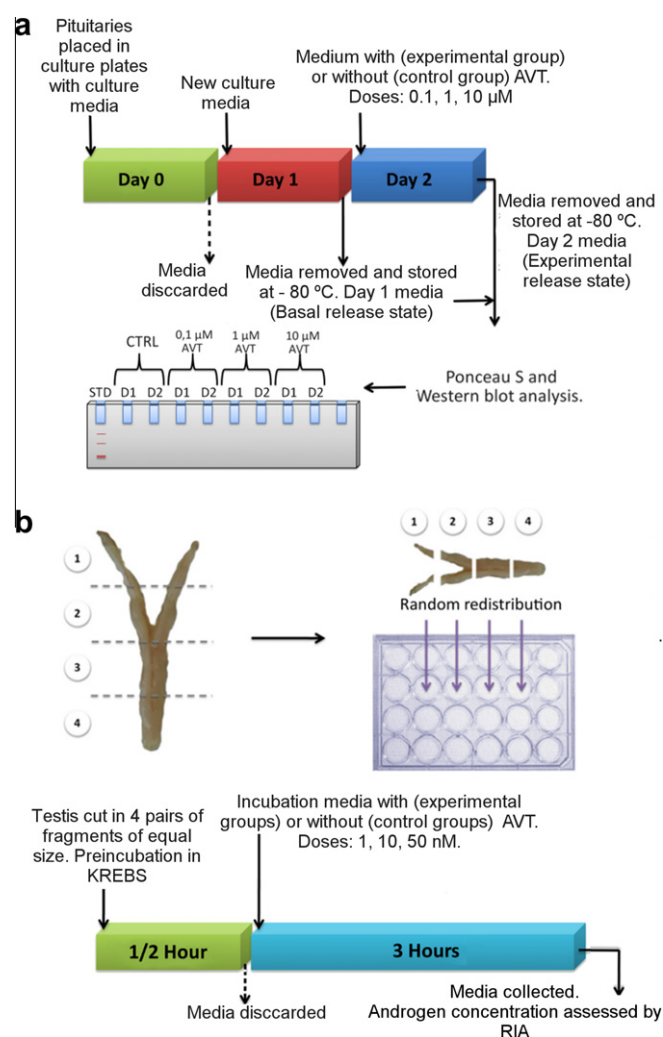 a
Pituitaries
placed in
culture plates
with culture
media
New culture
media
Medium with (experimental group)
or without (control group) AVT.
Doses: 0.1, 1, 10 µM
Day 0
Day 1
Day 2
Media
disccarded
Media removed and stored
at - 80 ºC. Day 1 media
(Basal release state)
Media removed and
stored at -80 ºC.
Day 2 media
(Experimental
release state)
CTRL
0,1 µM
AVT
1 µM
AVT
10 µM
AVT
STD D1 D2 D1 D2 D1 D2 D1 D2
Ponceau S and
Western blot analysis.
b
1
2
3
4
1 2 3 4
Random redistribution
Testis cut in 4 pairs of
fragments of equal
size. Preincubation in
KREBS
Incubation media with (experimental
groups) or without (control groups) AVT.
Doses: 1, 10, 50 nM.
1/2 Hour
3 Hours
Media disccarded
Media collected.
Androgen concentration assessed by
RIA